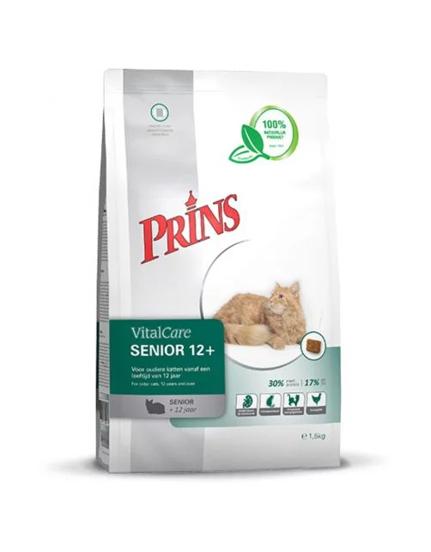 100%
NATUURLIJK
PRODUCT
PRINS
VitalCare
SENIOR 12+
Voor oudere katten vanaf een
leeftijd van 12 jaar
For older cats, 12 years and over
SENIOR
+ 12 jaar
30% 17%
e 1,5kg